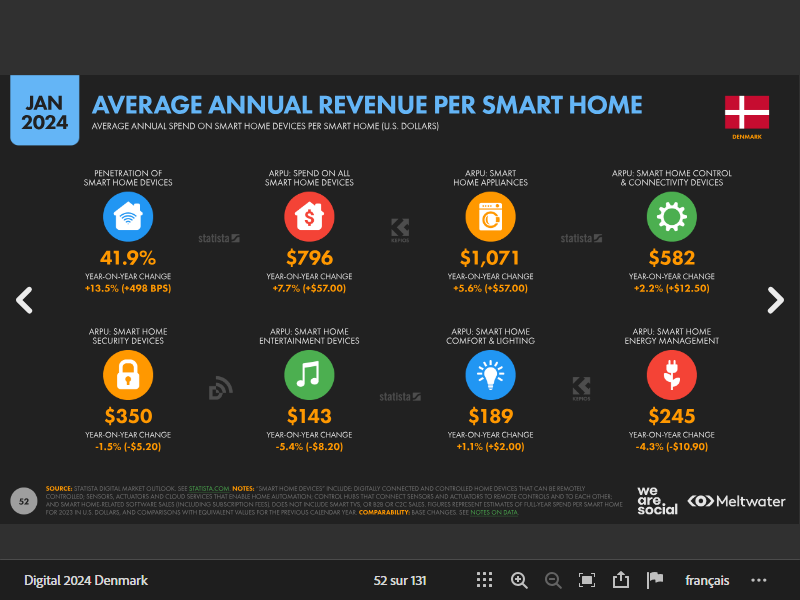 JAN
2024
AVERAGE ANNUAL REVENUE PER SMART HOME
AVERAGE ANNUAL SPEND ON SMART HOME DEVICES PER SMART HOME (U.S. DOLLARS)
DENMARK
PENETRATION OF
SMART HOME DEVICES
41.9%
YEAR-ON-YEAR CHANGE
+13.5% (+498 BPS)
ARPU: SPEND ON ALL
SMART HOME DEVICES
$
$796
YEAR-ON-YEAR CHANGE
+7.7% (+$57.00)
ARPU: SMART
HOME APPLIANCES
$1,071
YEAR-ON-YEAR CHANGE
+5.6% (+$57.00)
ARPU: SMART HOME CONTROL
& CONNECTIVITY DEVICES
$582
YEAR-ON-YEAR CHANGE
+2.2% (+$12.50)
statista
KEPIOS
statista
ARPU: SMART HOME
SECURITY DEVICES
$350
YEAR-ON-YEAR CHANGE
-1.5% (-$5.20)
ARPU: SMART HOME
ENTERTAINMENT DEVICES
$143
YEAR-ON-YEAR CHANGE
-5.4% (-$8.20)
ARPU: SMART HOME
COMFORT & LIGHTING
$189
YEAR-ON-YEAR CHANGE
+1.1% (+$2.00)
ARPU: SMART HOME
ENERGY MANAGEMENT
$245
YEAR-ON-YEAR CHANGE
-4.3% (-$10.90)
statista
KEPIOS
52
SOURCE: STATISTA DIGITAL MARKET OUTLOOK. SEE STATISTA.COM. NOTES: "SMART HOME DEVICES" INCLUDE DIGITALLY CONNECTED AND CONTROLLED HOME DEVICES THAT CAN BE REMOTELY
CONTROLLED; SENSORS, ACTUATORS AND CLOUD SERVICES THAT ENABLE HOME AUTOMATION; CONTROL HUBS THAT CONNECT SENSORS AND ACTUATORS TO REMOTE CONTROLS AND TO EACH OTHER;
AND SMART HOME RELATED SOFTWARE SALES (INCLUDING SUBSCRIPTION FEES). DOES NOT INCLUDE SMART TVS, OR B2B OR C2C SALES. FIGURES REPRESENT ESTIMATES OF FULL-YEAR SPEND PER SMART HOME
FOR 2023 IN U.S. DOLLARS, AND COMPARISONS WITH EQUIVALENT VALUES FOR THE PREVIOUS CALENDAR YEAR. COMPARABILITY: BASE CHANGES. SEE NOTES ON DATA
we
are.
social
Meltwater
Digital 2024 Denmark
52 sur 131
français